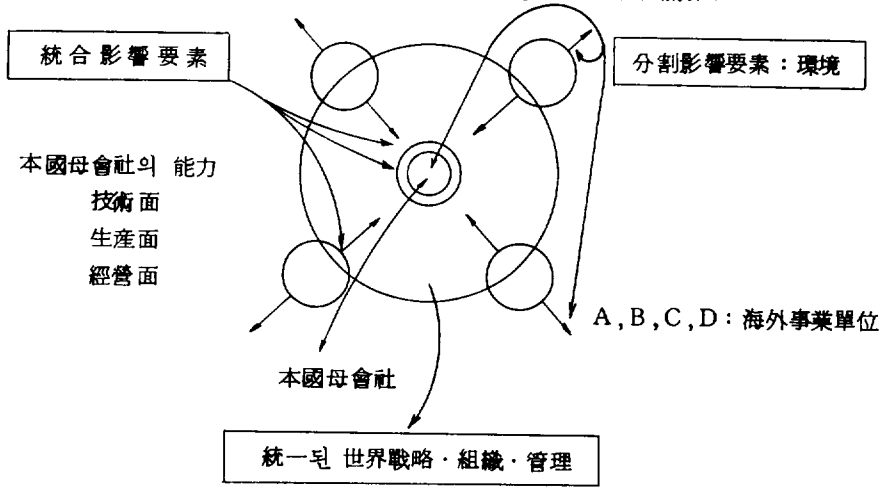 統合影響要素
分割影響要素：環境
本國母會社의 能力
技術面
生産面
經營面
A, B, C, D : 海外事業單位
本國母會社
統一된 世界戰略·組織·管理